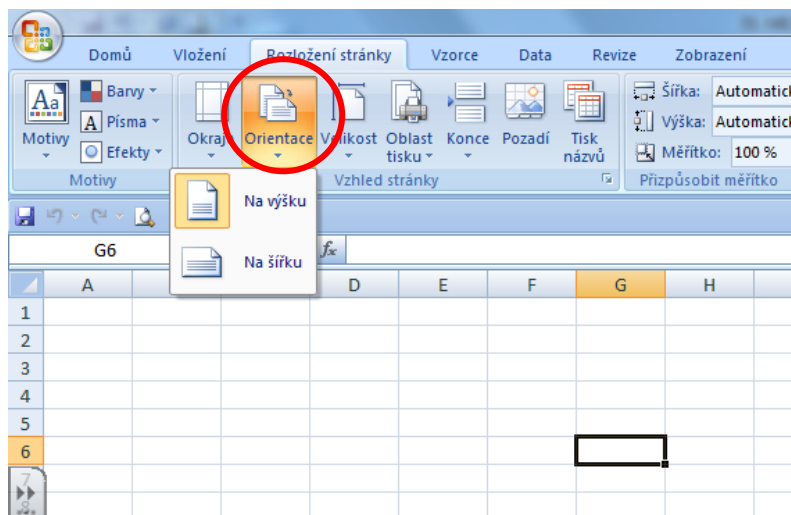 Domů Vložení Rozložení stránky Vzorce Data Revize Zobrazení
Aa
Motivy
Barvy
A Písma
Efekty
Motivy
Okraje
Orientace
Velikost
Oblast
tisku
Konce
Pozadí
Tisk
názvů
Vzhled stránky
Šířka: Automatick
Výška: Automatick
Měřítko: 100 %
Přizpůsobit měřítko
Na výšku
Na šířku
G6
fx
A D E F G H
1
2
3
4
5
6
7
8